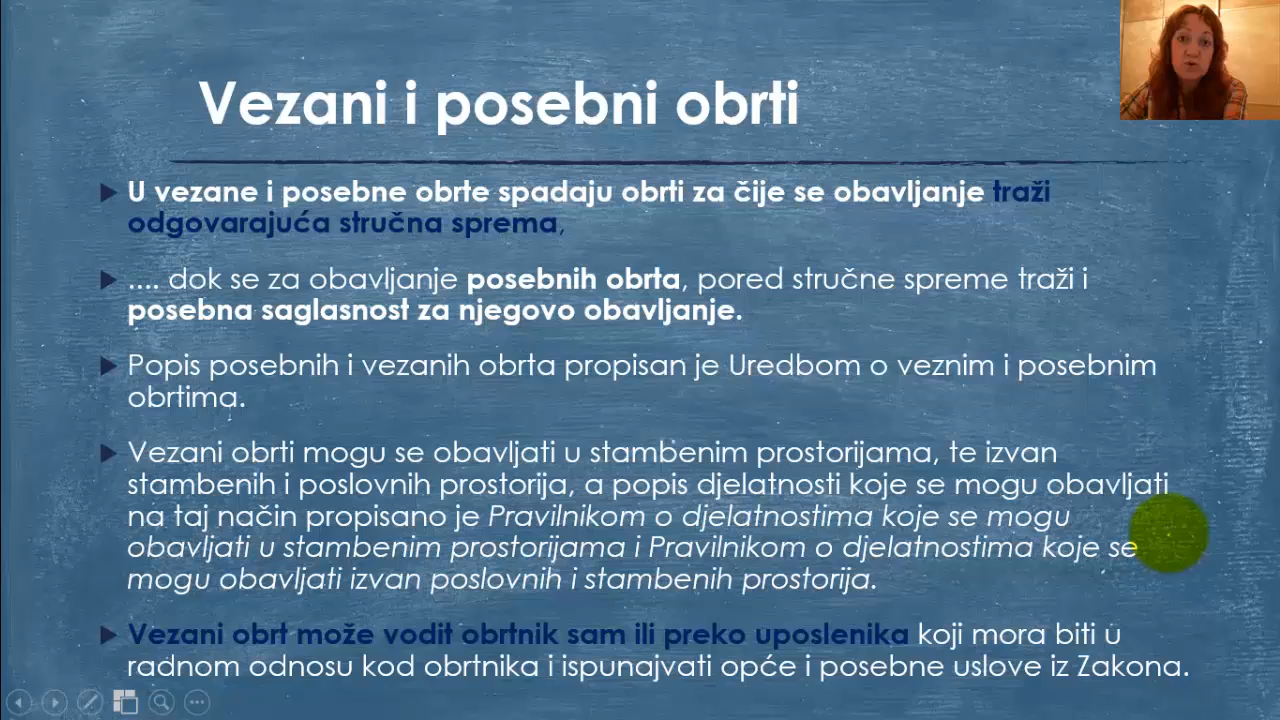 Vezani i posebni obrti
U vezane i posebne obrte spadaju obrti za čije se obavljanje traži
odgovarajuća stručna sprema,
.... dok se za obavljanje posebnih obrta, pored stručne spreme traži i
posebna saglasnost za njegovo obavljanje.
Popis posebnih i vezanih obrta propisan je Uredbom o veznim i posebnim
obrtima.
Vezani obrti mogu se obavljati u stambenim prostorijama, te izvan
stambenih i poslovnih prostorija, a popis djelatnosti koje se mogu obavljati
na taj način propisano je Pravilnikom o djelatnostima koje se mogu
obavljati u stambenim prostorijama i Pravilnikom o djelatnostima koje se
mogu obavljati izvan poslovnih i stambenih prostorija.
Vezani obrt može vodit obrtnik sam ili preko uposlenika koji mora biti u
radnom odnosu kod obrtnika i ispunajvati opće i posebne uslove iz Zakona.